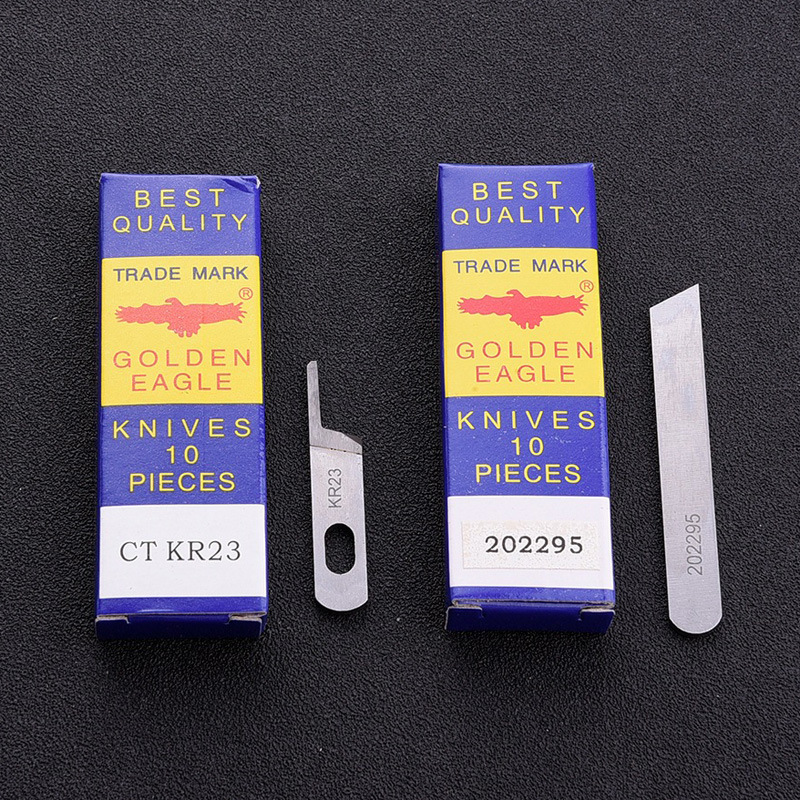 BEST
QUALITY
TRADE MARK
®
GOLDEN
EAGLE
KNIVES
10
PIECES
CT KR23
KR23
BEST
QUALITY
TRADE MARK
®
GOLDEN
EAGLE
KNIVES
10
PIECES
202295
202295